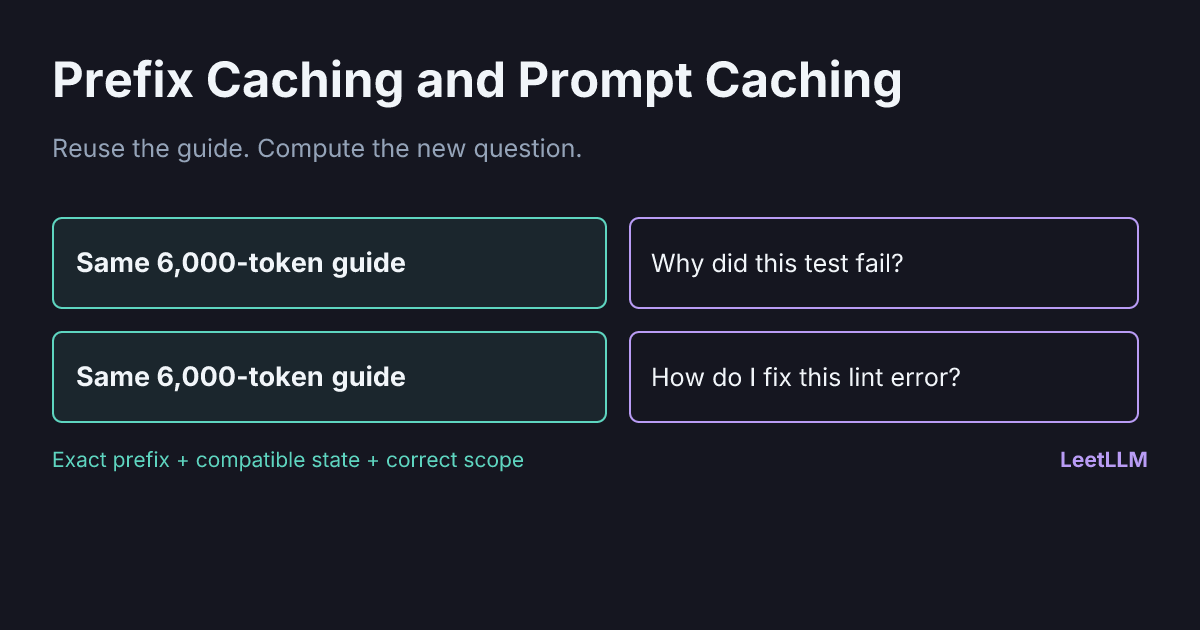 Prefix Caching and Prompt Caching
Reuse the guide. Compute the new question.
Same 6,000-token guide
Why did this test fail?
Same 6,000-token guide
How do I fix this lint error?
Exact prefix + compatible state + correct scope
LeetLLM